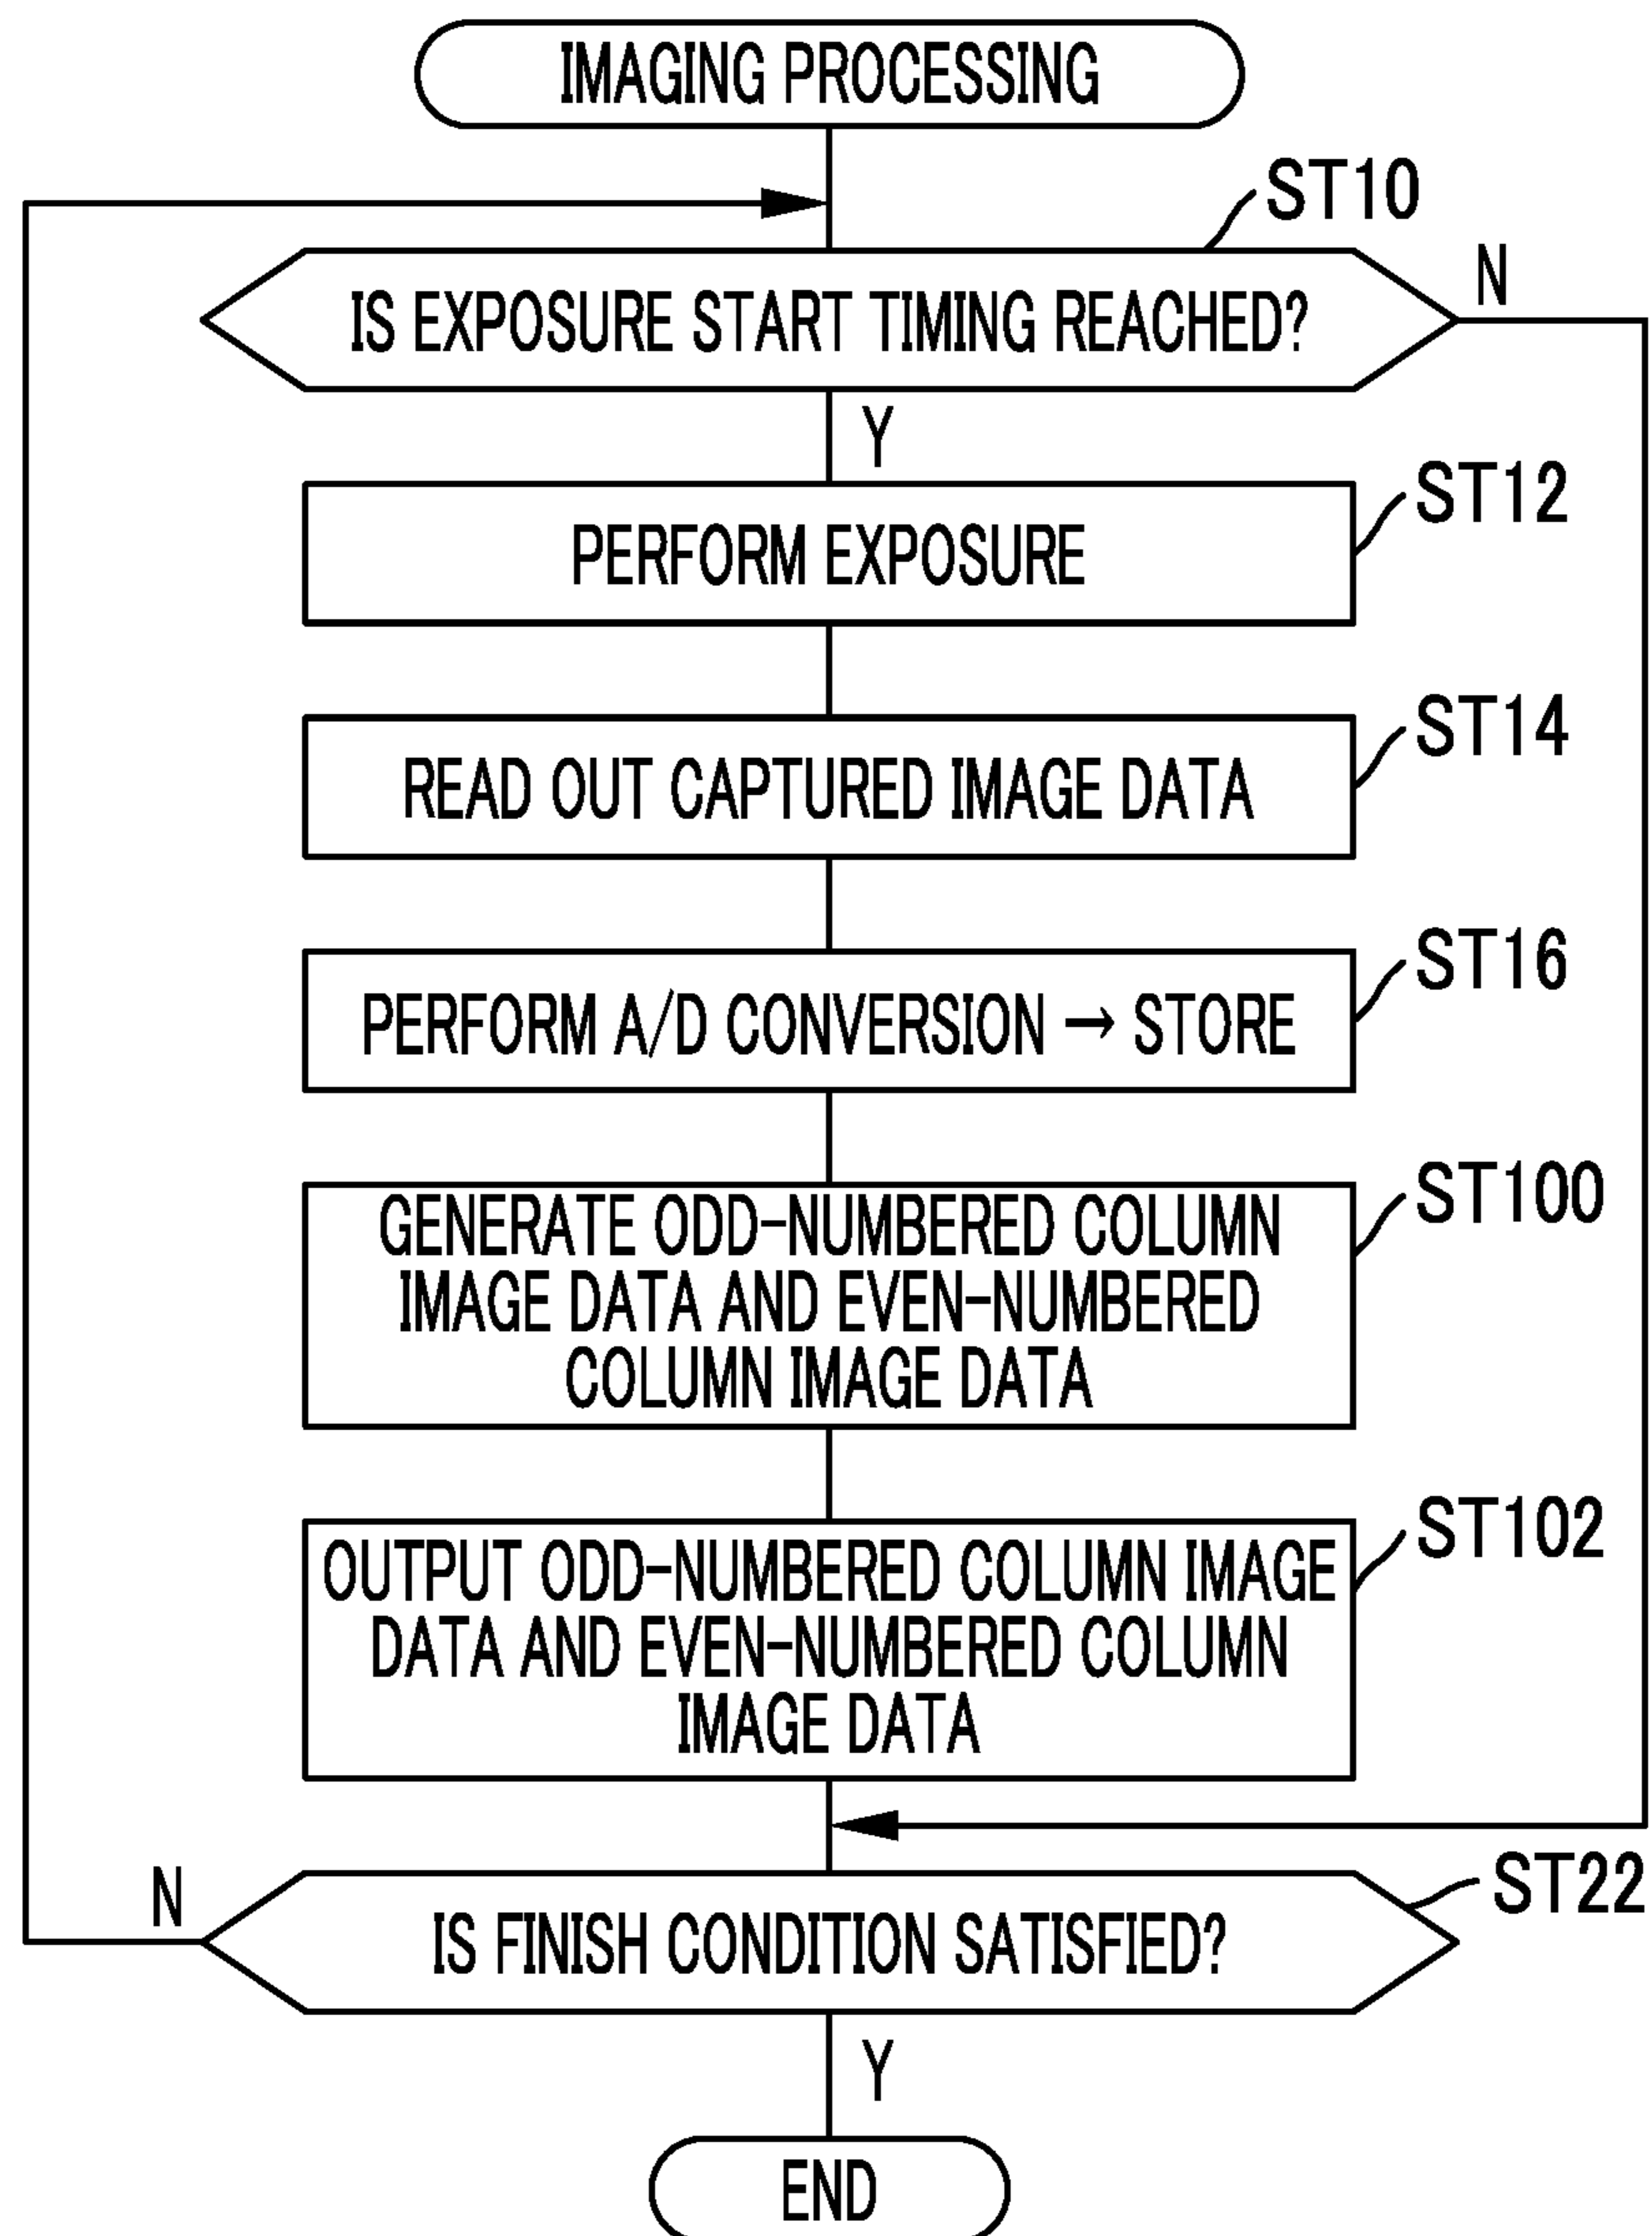 IMAGING PROCESSING
ST10
IS EXPOSURE START TIMING REACHED?
N
Y
ST12
PERFORM EXPOSURE
ST14
READ OUT CAPTURED IMAGE DATA
ST16
PERFORM A/D CONVERSION → STORE
ST100
GENERATE ODD-NUMBERED COLUMN
IMAGE DATA AND EVEN-NUMBERED
COLUMN IMAGE DATA
ST102
OUTPUT ODD-NUMBERED COLUMN IMAGE
DATA AND EVEN-NUMBERED COLUMN
IMAGE DATA
N
ST22
IS FINISH CONDITION SATISFIED?
Y
END